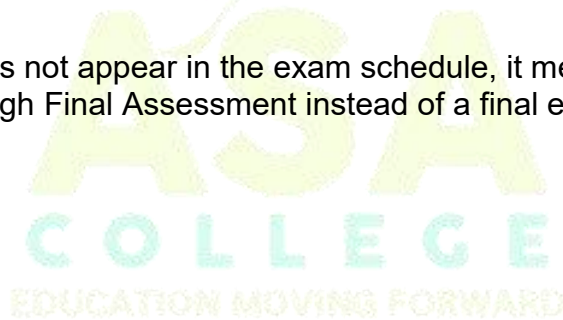 s not appear in the exam schedule, it me
gh Final Assessment instead of a final e
ASA
COLLEGE
EDUCATION MOVING FORWARD